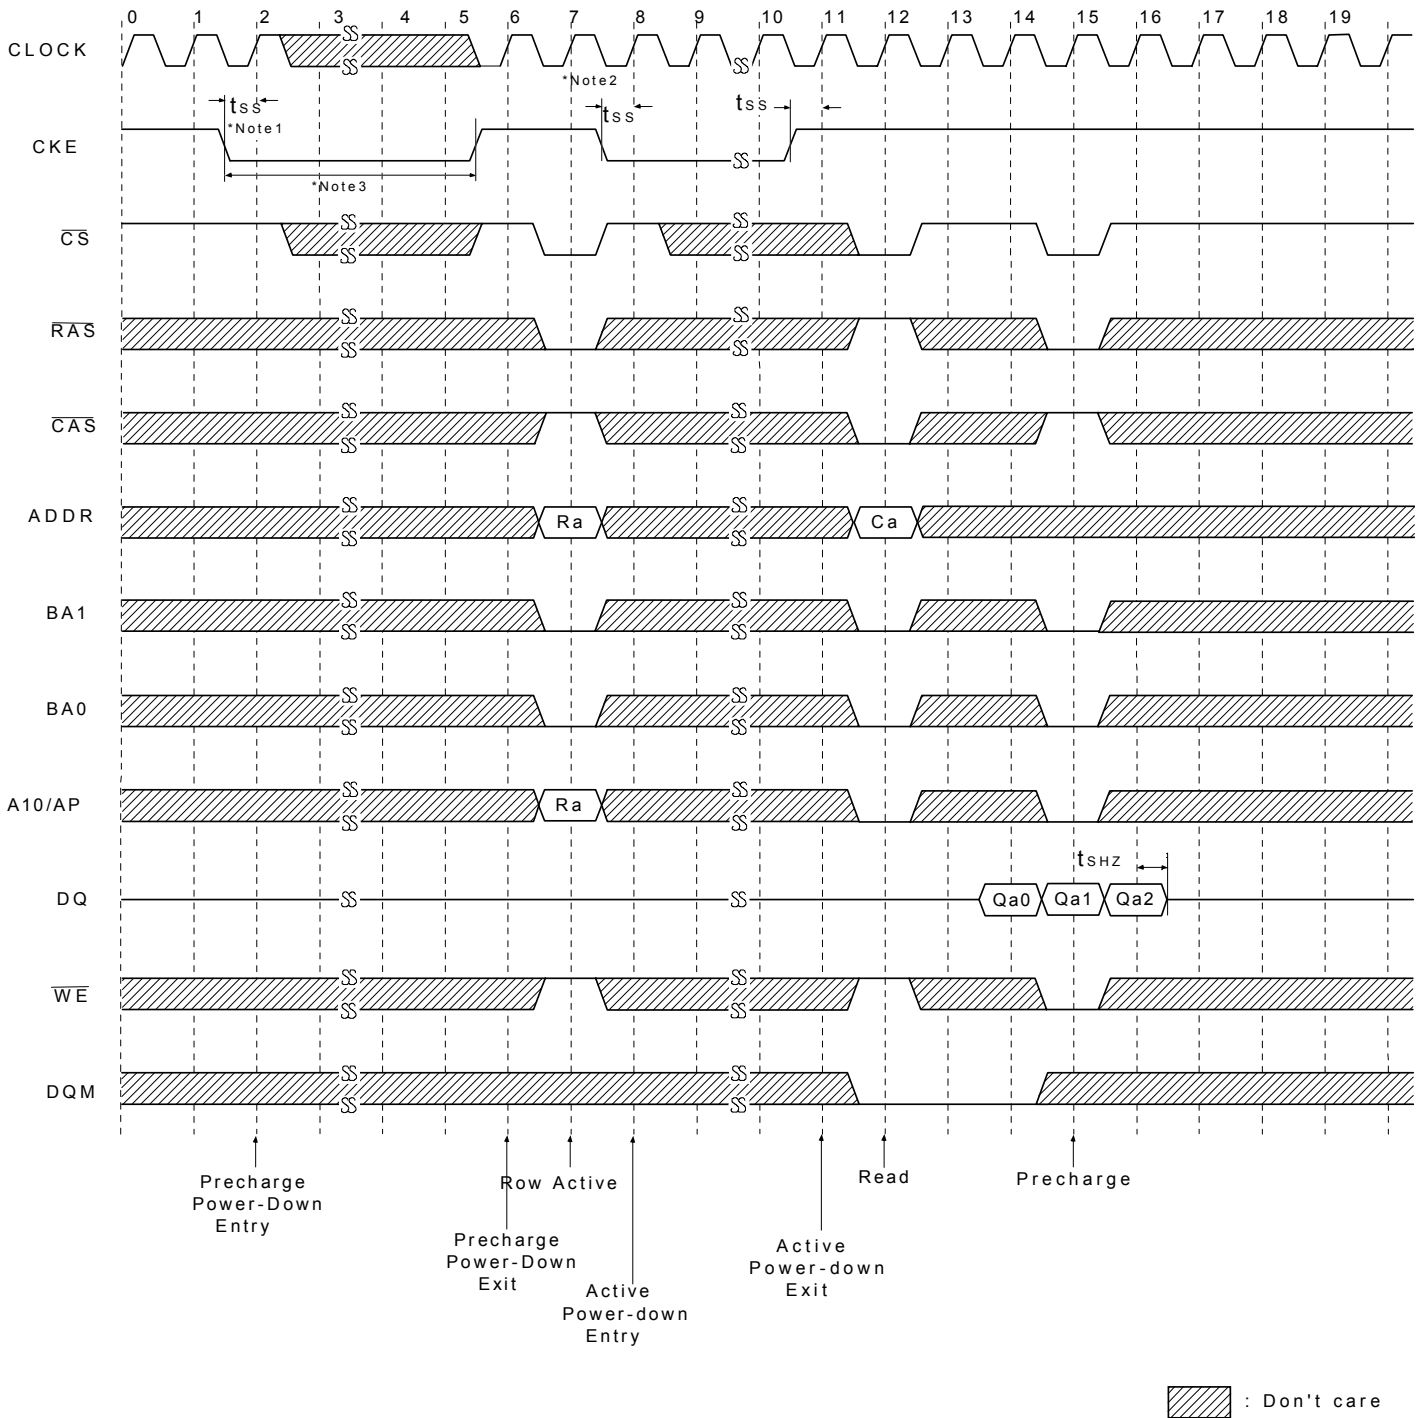 0 1 2 3 4 5 6 7 8 9 10 11 12 13 14 15 16 17 18 19
CLOCK
*Note2
tSS
tSS
tSS
*Note1
CKE
*Note3
CS
RAS
CAS
ADDR
Ra
Ca
BA1
BA0
A10/AP
Ra
tSHZ
DQ
Qa0 Qa1 Qa2
WE
DQM
Precharge
Power-Down
Entry
Row Active
Read
Precharge
Precharge
Power-Down
Exit
Active
Power-down
Exit
Active
Power-down
Entry
: Don't care